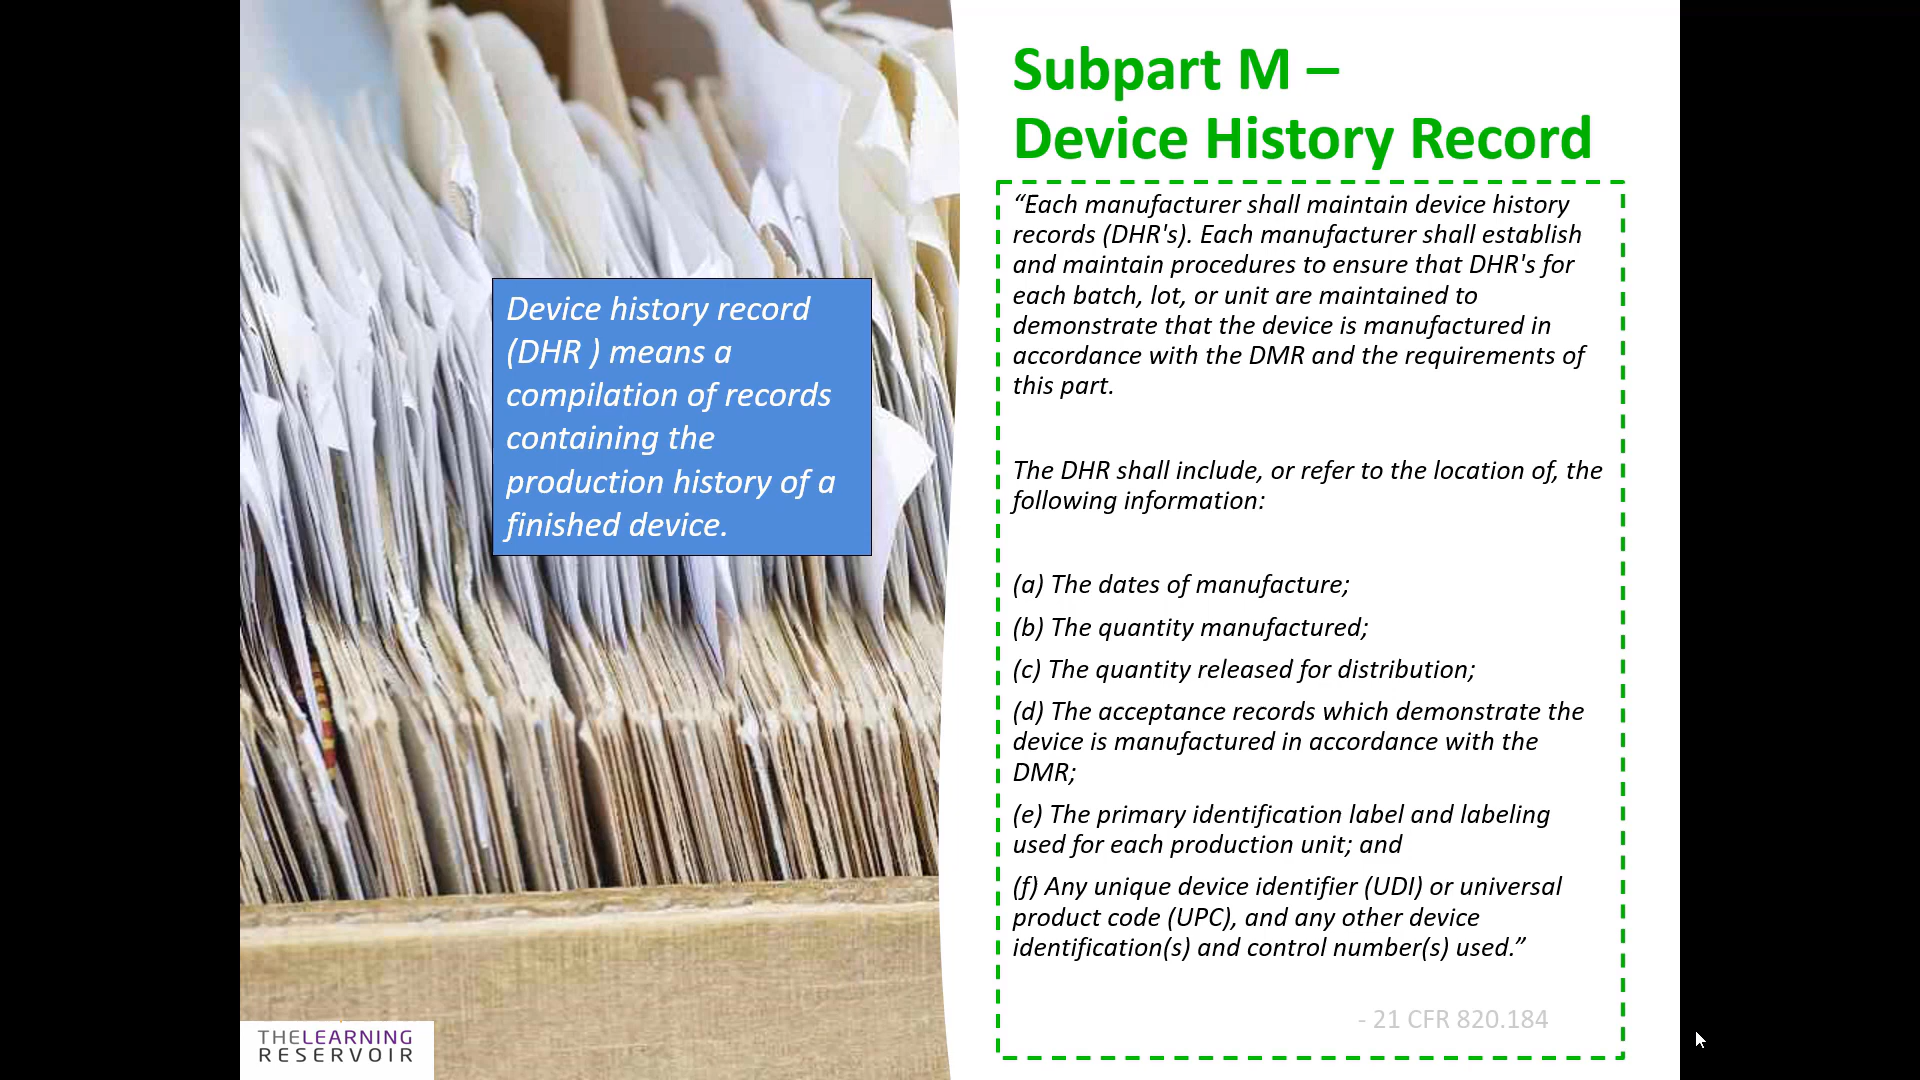 Subpart M –
Device History Record
Device history record
(DHR ) means a
compilation of records
containing the
production history of a
finished device.
“Each manufacturer shall maintain device history
records (DHR's). Each manufacturer shall establish
and maintain procedures to ensure that DHR's for
each batch, lot, or unit are maintained to
demonstrate that the device is manufactured in
accordance with the DMR and the requirements of
this part.
The DHR shall include, or refer to the location of, the
following information:
(a) The dates of manufacture;
(b) The quantity manufactured;
(c) The quantity released for distribution;
(d) The acceptance records which demonstrate the
device is manufactured in accordance with the
DMR;
(e) The primary identification label and labeling
used for each production unit; and
(f) Any unique device identifier (UDI) or universal
product code (UPC), and any other device
identification(s) and control number(s) used.”
- 21 CFR 820.184
THELEARNING
RESERVOIR